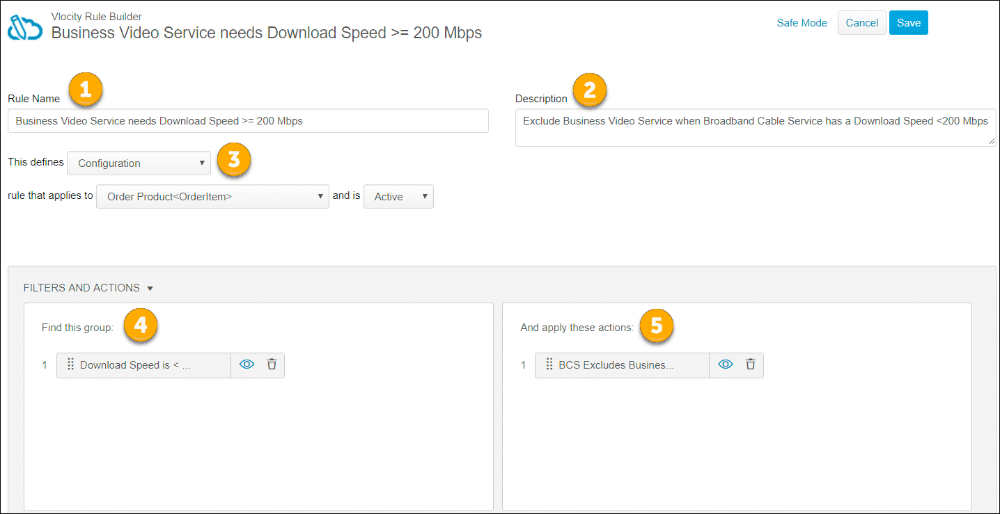 Vlocity Rule Builder
Business Video Service needs Download Speed >= 200 Mbps
Safe Mode
Cancel
Save
Rule Name
1
Description
2
Business Video Service needs Download Speed >= 200 Mbps
Exclude Business Video Service when Broadband Cable Service has a Download Speed <200 Mbps
This defines Configuration
3
rule that applies to Order Product<OrderItem> and is Active
FILTERS AND ACTIONS
Find this group:
4
1 Download Speed is < ...
And apply these actions:
5
1 BCS Excludes Busines...